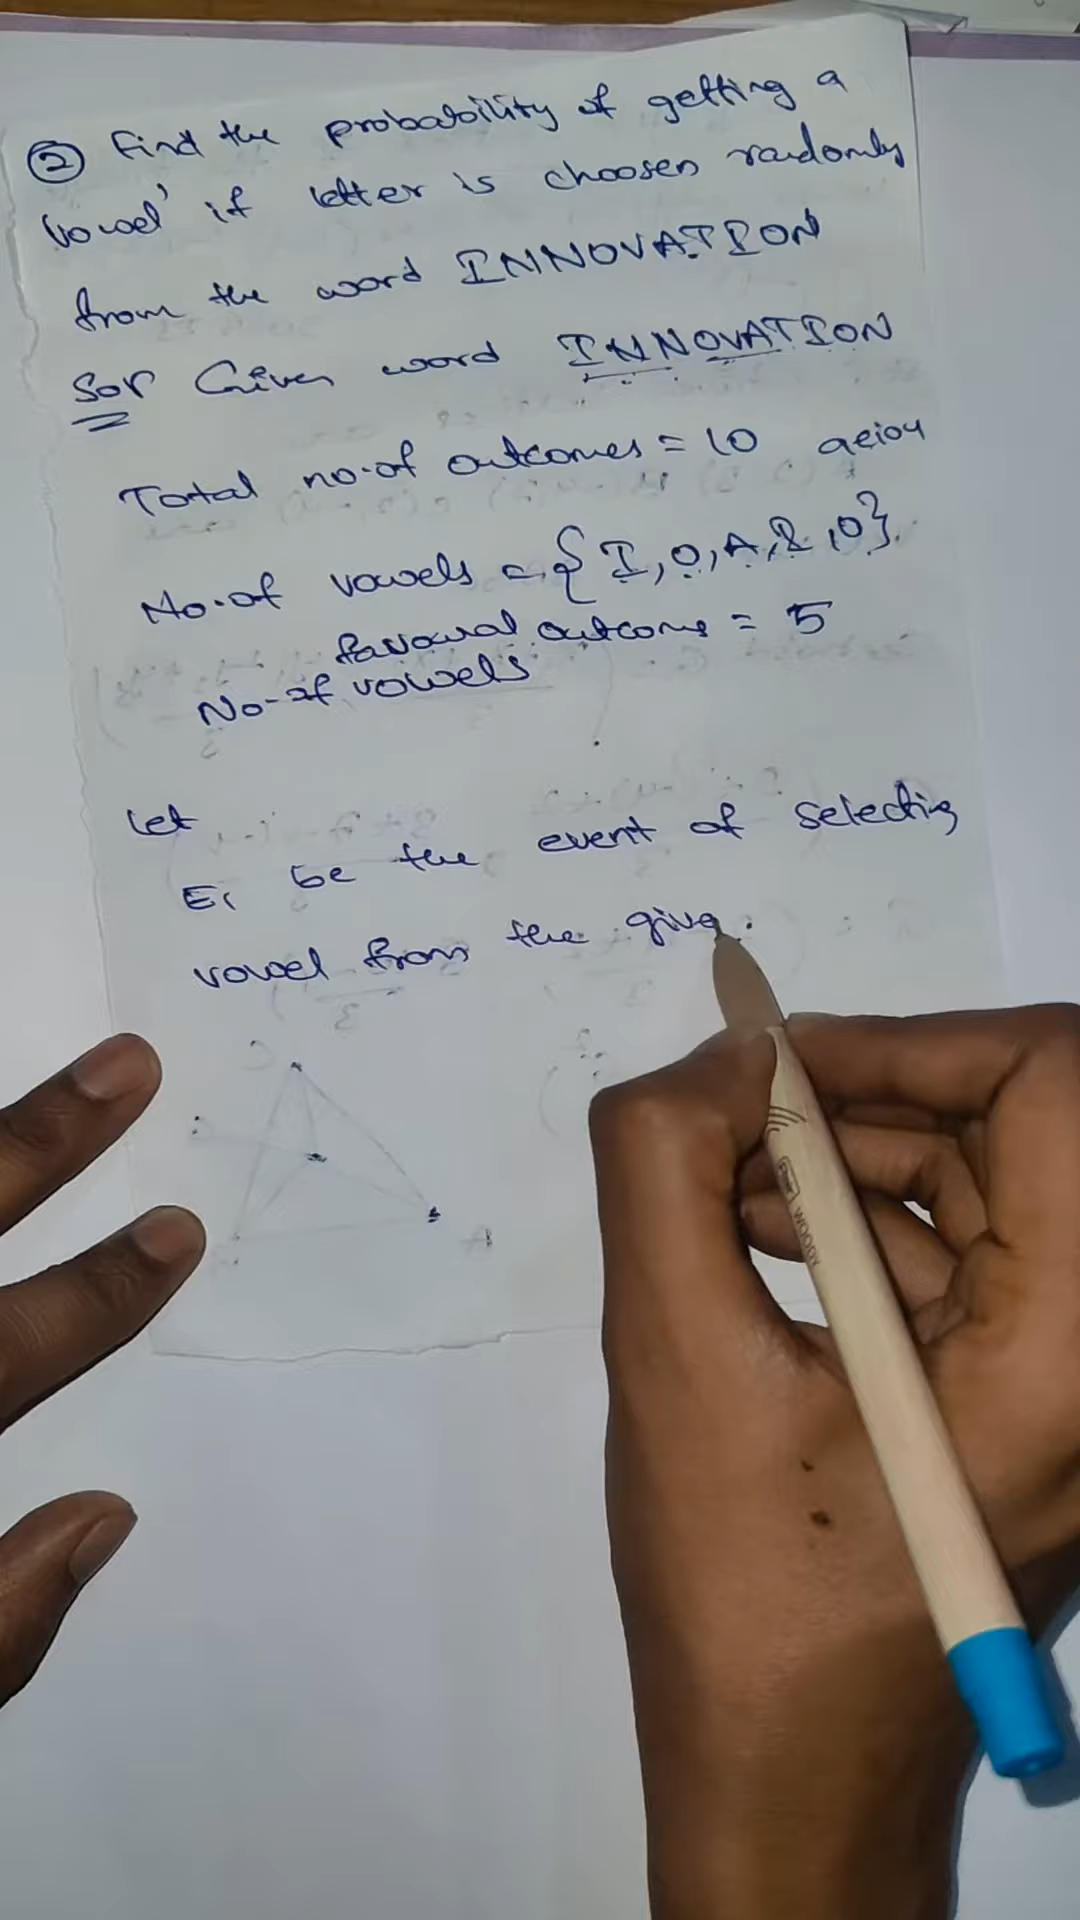 ② Find the probability of getting a
vowel' if letter is choosen randomly
from the word INNOVATION
Sol Given word INNOVATION
Total no.of outcomes = 10 aeiou
No.of vowels = {I, O, A, I, O}
favoural outcome = 5
No-of vowels
Let
E1 be the event of selecting
vowel from the give
A
WOODY